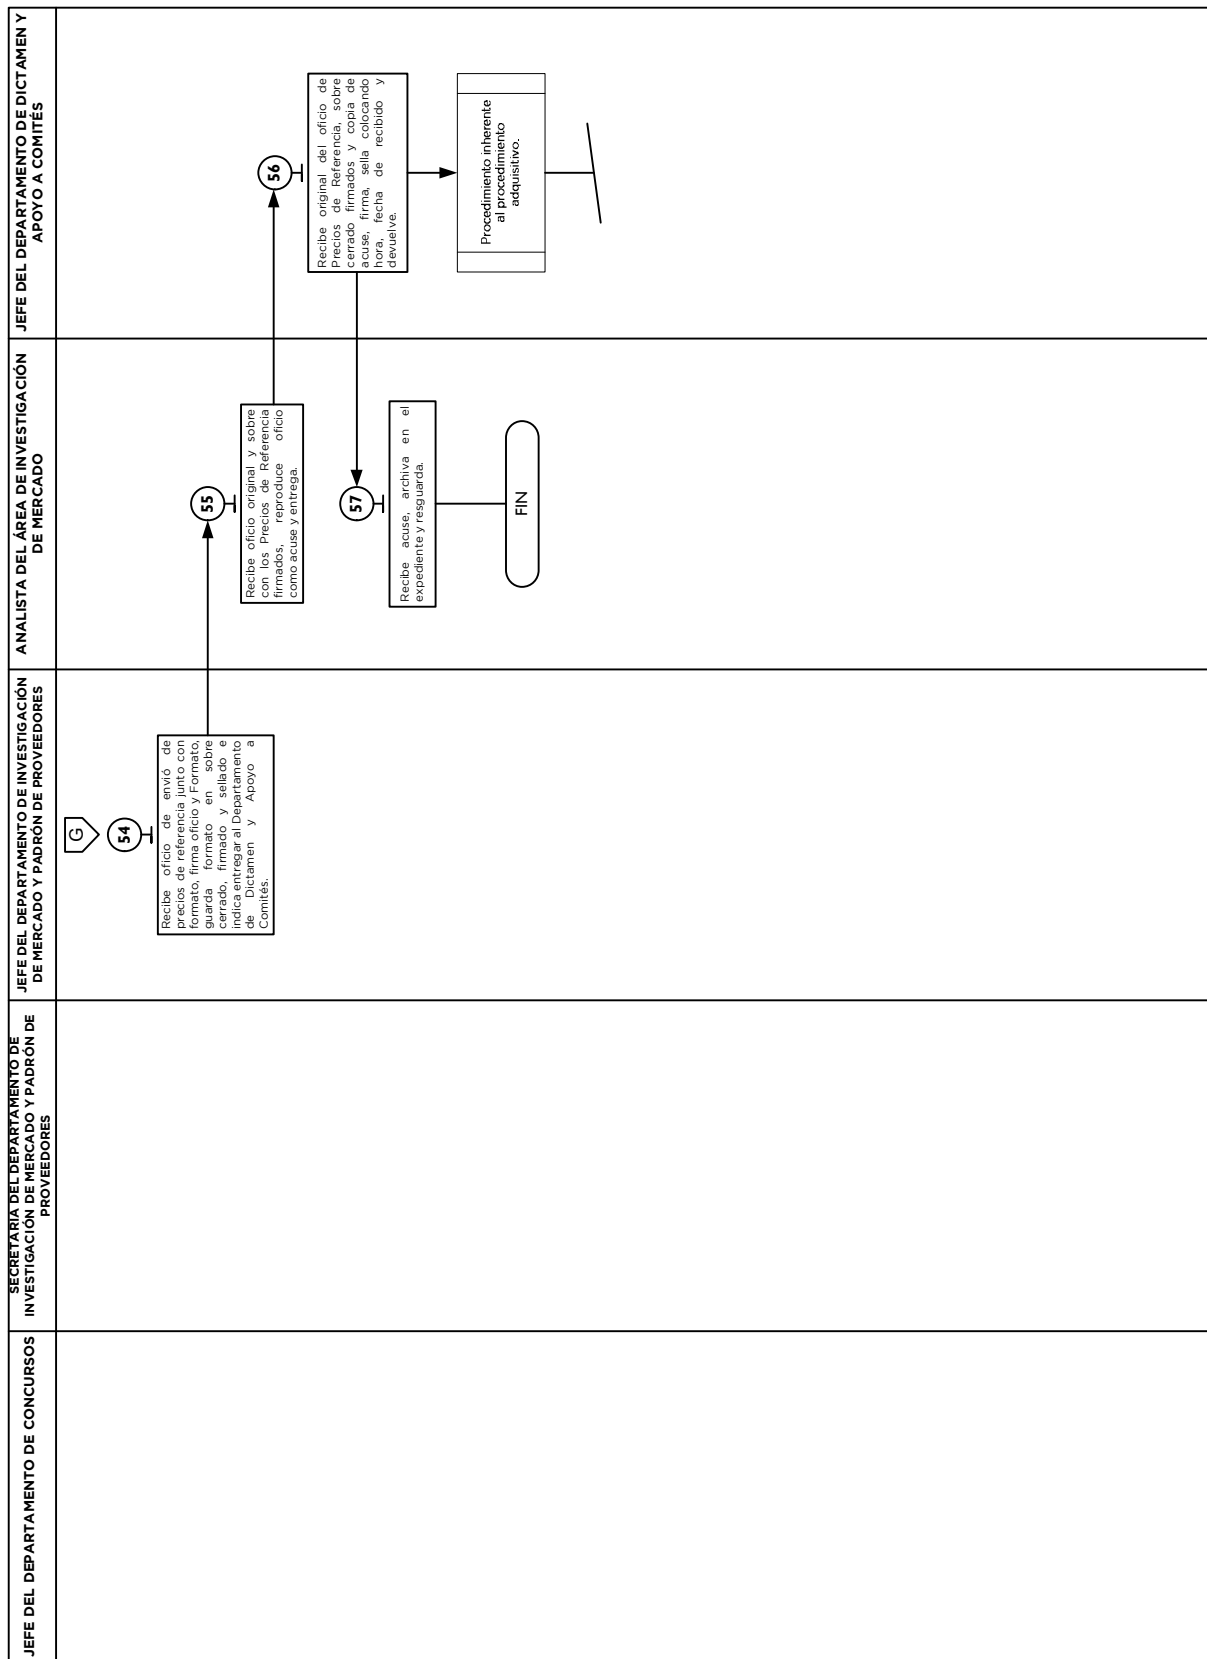 JEFE DEL DEPARTAMENTO DE CONCURSOS
SECRETARIA DEL DEPARTAMENTO DE
INVESTIGACIÓN DE MERCADO Y PADRÓN DE
PROVEEDORES
JEFE DEL DEPARTAMENTO DE INVESTIGACIÓN
DE MERCADO Y PADRÓN DE PROVEEDORES
ANALISTA DEL ÁREA DE INVESTIGACIÓN
DE MERCADO
JEFE DEL DEPARTAMENTO DE DICTAMEN Y
APOYO A COMITÉS
G
54
Recibe oficio de envió de
precios de referencia junto con
formato, firma oficio y Formato,
guarda formato en sobre
cerrado, firmado y sellado e
indica entregar al Departamento
de Dictamen y Apoyo a
Comités.
55
Recibe oficio original y sobre
con los Precios de Referencia
firmados, reproduce oficio
como acuse y entrega.
56
Recibe original del oficio de
Precios de Referencia, sobre
cerrado firmados y copia de
acuse, firma, sella colocando
hora, fecha de recibido y
devuelve.
57
Recibe acuse, archiva en el
expediente y resguarda.
Procedimiento inherente
al procedimiento
adquisitivo.
FIN